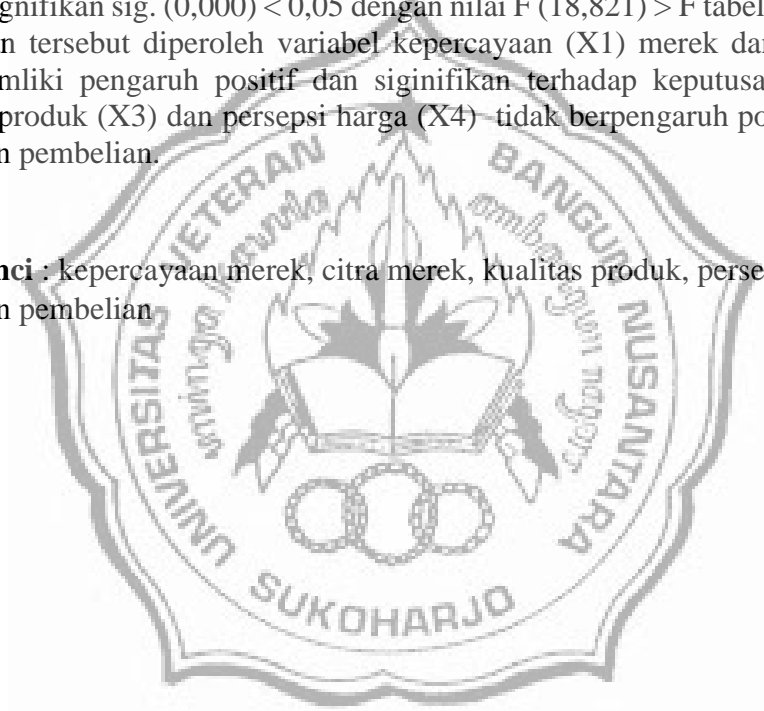 gnifikan sig. (0,000) < 0,05 dengan nilai F (18,821) > F tabel
n tersebut diperoleh variabel kepercayaan (X1) merek dan
mliki pengaruh positif dan siginifikan terhadap keputusa
produk (X3) dan persepsi harga (X4) tidak berpengaruh po
n pembelian.
nci : kepercayaan merek, citra merek, kualitas produk, perse
n pembelian
UNIVERSITAS VETERAN BANGUN NUSANTARA
SUKOHARJO